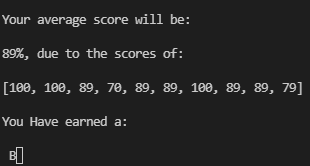 Your average score will be:
89%, due to the scores of:
[100, 100, 89, 70, 89, 89, 100, 89, 89, 79]
You Have earned a:
B